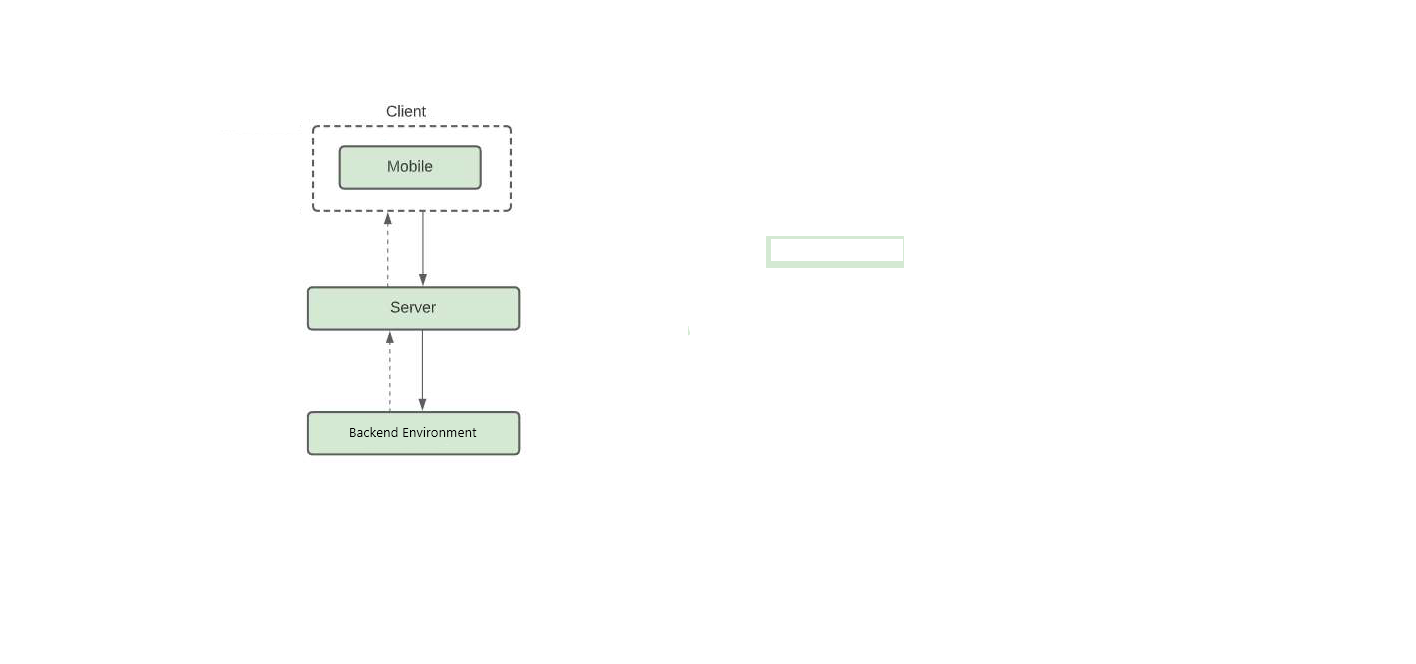 Client
Mobile
Server
Backend Environment